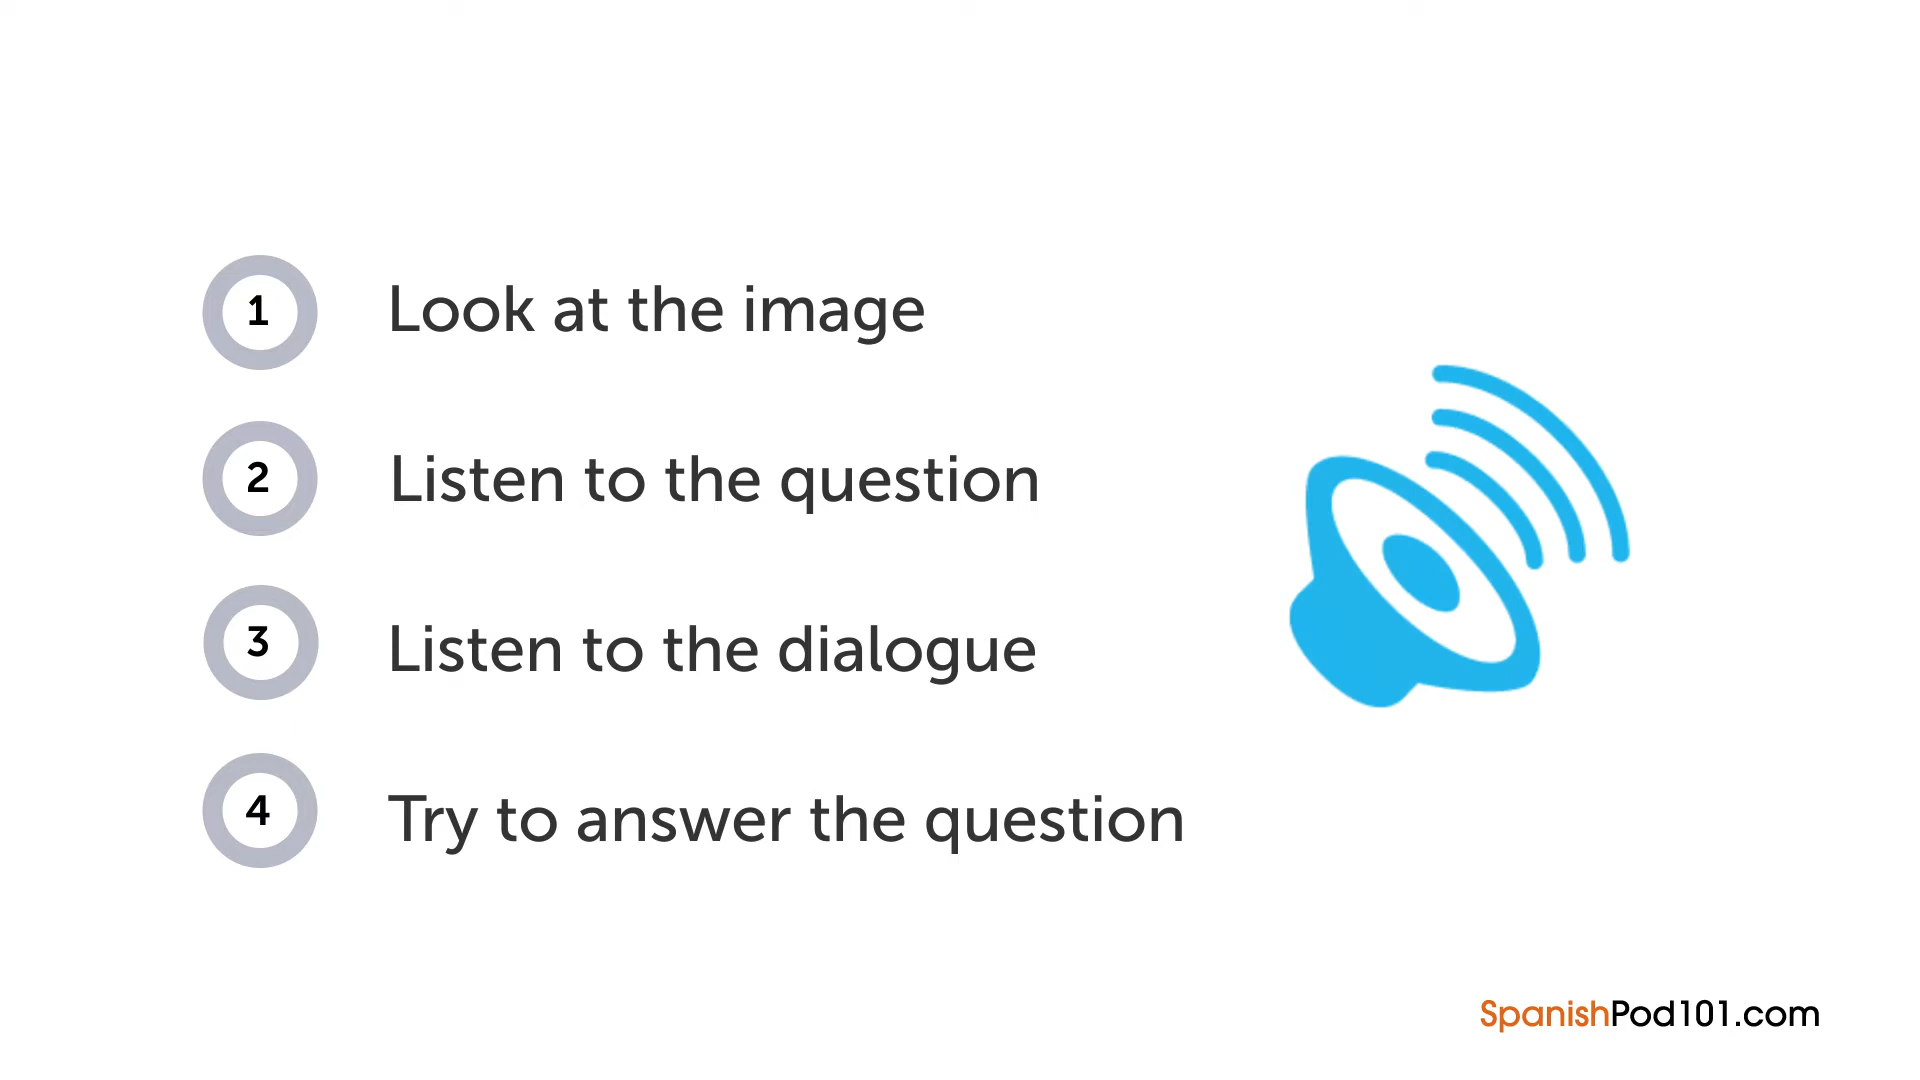 1 Look at the image
2 Listen to the question
3 Listen to the dialogue
4 Try to answer the question
SpanishPod101.com